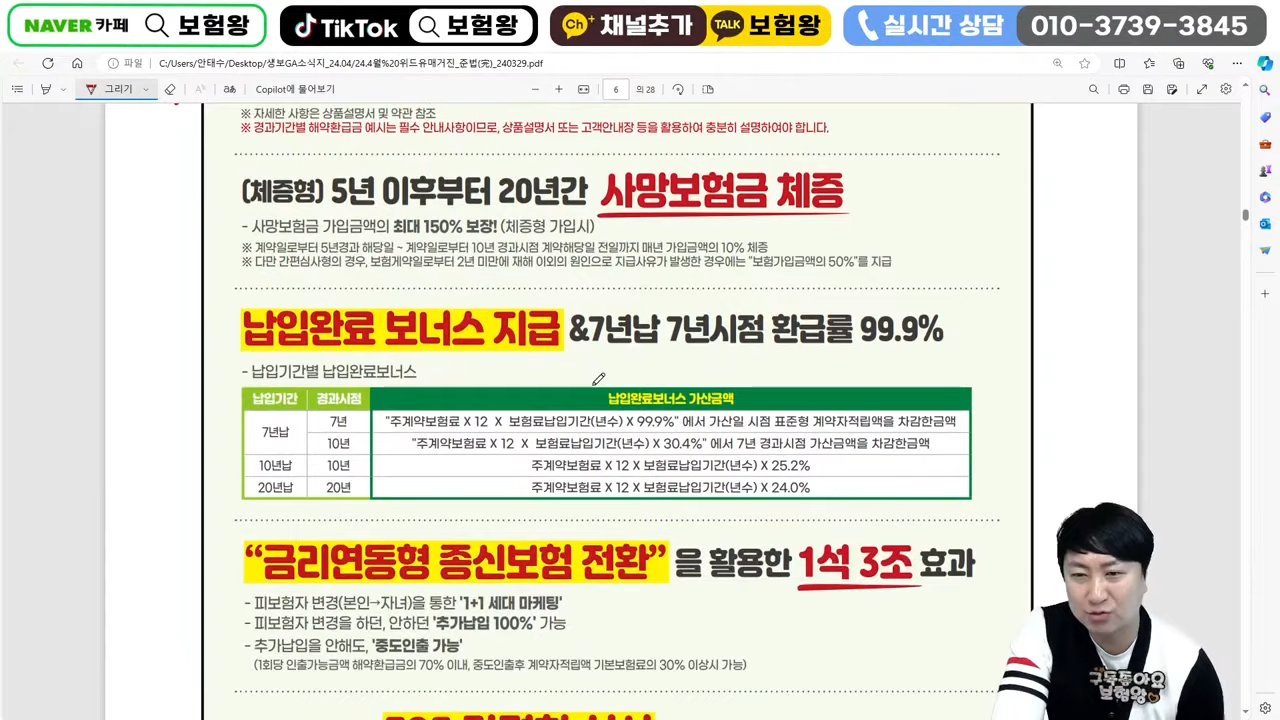 NAVER 카페 보험왕
TikTok 보험왕
Ch+ 채널추가 TALK 보험왕
실시간 상담 010-3739-3845
파일 C:/Users/안태수/Desktop/생보GA소식지_24.04/24.4월%20위드유매거진_준법(完)_240329.pdf
그리기 Copilot에 물어보기
6 의 28
※ 자세한 사항은 상품설명서 및 약관 참조
※ 경과기간별 해약환급금 예시는 필수 안내사항이므로, 상품설명서 또는 고객안내장 등을 활용하여 충분히 설명하여야 합니다.
(체증형) 5년 이후부터 20년간 사망보험금 체증
- 사망보험금 가입금액의 최대 150% 보장! (체증형 가입시)
※ 계약일로부터 5년경과 해당일 ~ 계약일로부터 10년 경과시점 계약해당일 전일까지 매년 가입금액의 10% 체증
※ 다만 간편심사형의 경우, 보험계약일로부터 2년 미만에 재해 이외의 원인으로 지급사유가 발생한 경우에는 "보험가입금액의 50%"를 지급
납입완료 보너스 지급 &7년납 7년시점 환급률 99.9%
- 납입기간별 납입완료보너스
납입기간 경과시점 납입완료보너스 가산금액
7년납 7년 "주계약보험료 X 12 X 보험료납입기간(년수) X 99.9%" 에서 가산일 시점 표준형 계약자적립액을 차감한금액
10년 "주계약보험료 X 12 X 보험료납입기간(년수) X 30.4%" 에서 7년 경과시점 가산금액을 차감한금액
10년납 10년 주계약보험료 X 12 X 보험료납입기간(년수) X 25.2%
20년납 20년 주계약보험료 X 12 X 보험료납입기간(년수) X 24.0%
"금리연동형 종신보험 전환" 을 활용한 1석 3조 효과
- 피보험자 변경(본인→자녀)을 통한 '1+1 세대 마케팅'
- 피보험자 변경을 하던, 안하던 '추가납입 100%' 가능
- 추가납입을 안해도, '중도인출 가능'
(1회당 인출가능금액 해약환급금의 70% 이내, 중도인출후 계약자적립액 기본보험료의 30% 이상시 가능)
구독좋아요
보험왕